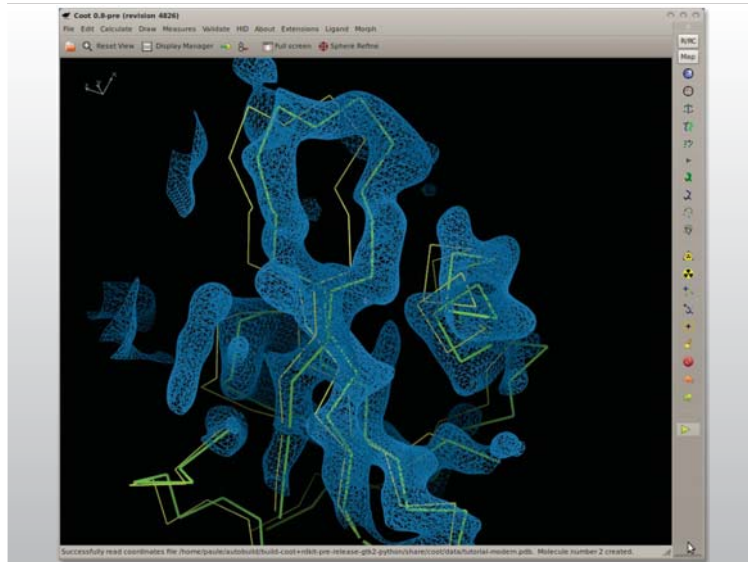 Coot 0.8-pre (revision 4826)
File Edit Calculate Draw Measures Validate HID About Extensions Ligand Morph
Reset View Display Manager Full screen Sphere Refine
R/RC
Map
Successfully read coordinates file /home/paule/autobuild/build-coot+rdkit-pre-release-gtk2-python/share/coot/data/tutorial-modern.pdb. Molecule number 2 created.